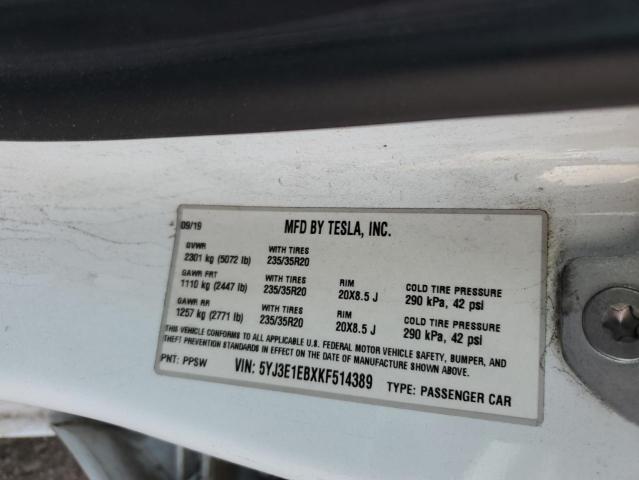 09/19 MFD BY TESLA, INC.
GVWR WITH TIRES
2301 kg (5072 lb) 235/35R20
GAWR FRT WITH TIRES RIM COLD TIRE PRESSURE
1110 kg (2447 lb) 235/35R20 20X8.5 J 290 kPa, 42 psi
GAWR RR WITH TIRES RIM COLD TIRE PRESSURE
1257 kg (2771 lb) 235/35R20 20X8.5 J 290 kPa, 42 psi
THIS VEHICLE CONFORMS TO ALL APPLICABLE U.S. FEDERAL MOTOR VEHICLE SAFETY, BUMPER, AND
THEFT PREVENTION STANDARDS IN EFFECT ON THE DATE OF MANUFACTURE SHOWN ABOVE.
PNT: PPSW VIN: 5YJ3E1EBXKF514389 TYPE: PASSENGER CAR